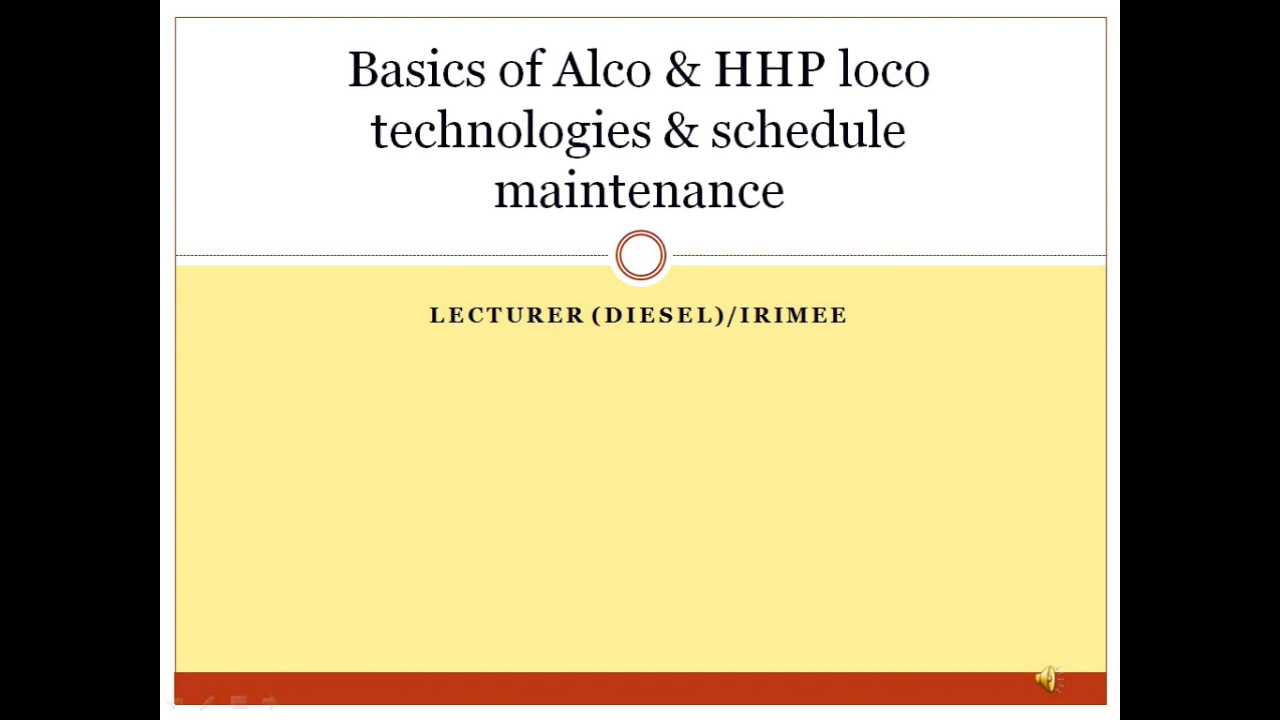 Basics of Alco & HHP loco
technologies & schedule
maintenance
LECTURER (DIESEL)/IRIMEE